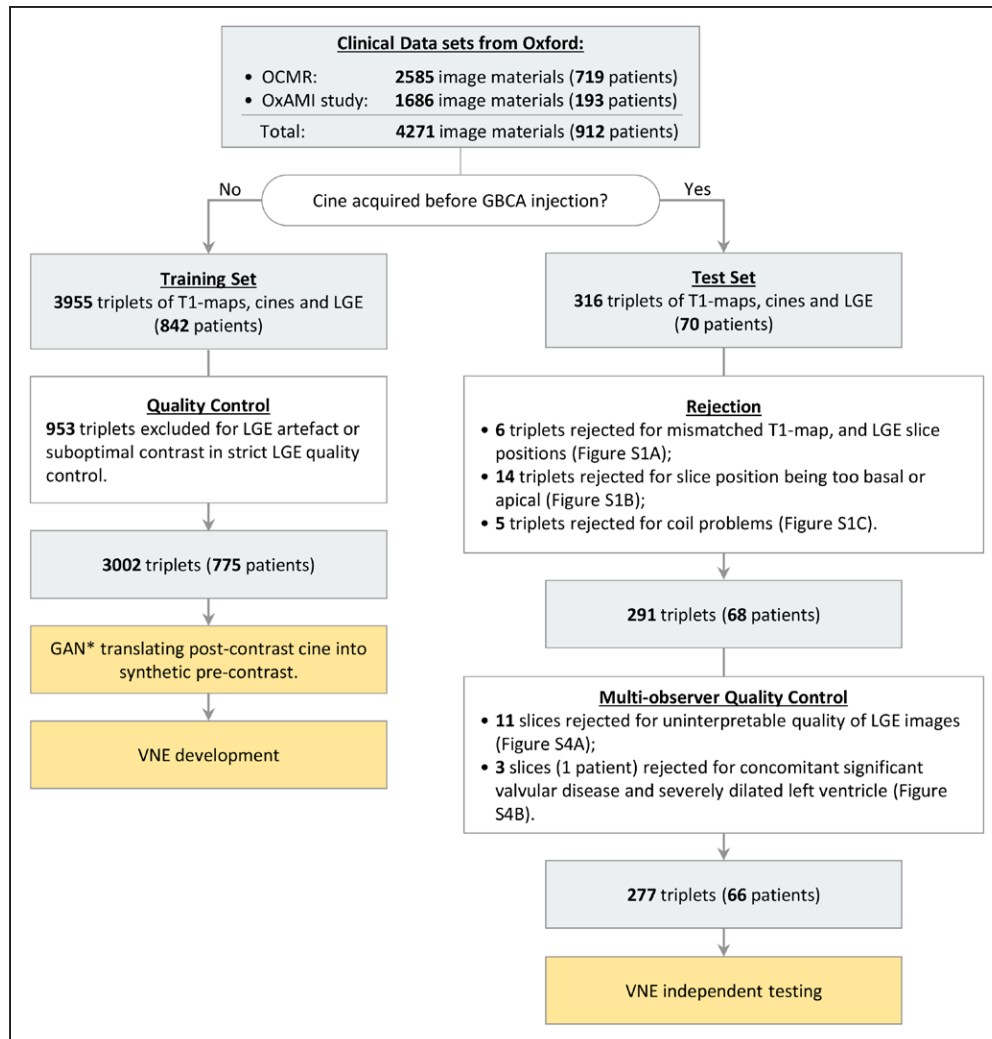 Clinical Data sets from Oxford:
• OCMR: 2585 image materials (719 patients)
• OxAMI study: 1686 image materials (193 patients)
Total: 4271 image materials (912 patients)
No
Cine acquired before GBCA injection?
Yes
Training Set
3955 triplets of T1-maps, cines and LGE
(842 patients)
Quality Control
953 triplets excluded for LGE artefact or
suboptimal contrast in strict LGE quality
control.
3002 triplets (775 patients)
GAN* translating post-contrast cine into
synthetic pre-contrast.
VNE development
Test Set
316 triplets of T1-maps, cines and LGE
(70 patients)
Rejection
• 6 triplets rejected for mismatched T1-map, and LGE slice
positions (Figure S1A);
• 14 triplets rejected for slice position being too basal or
apical (Figure S1B);
• 5 triplets rejected for coil problems (Figure S1C).
291 triplets (68 patients)
Multi-observer Quality Control
• 11 slices rejected for uninterpretable quality of LGE images
(Figure S4A);
• 3 slices (1 patient) rejected for concomitant significant
valvular disease and severely dilated left ventricle (Figure
S4B).
277 triplets (66 patients)
VNE independent testing